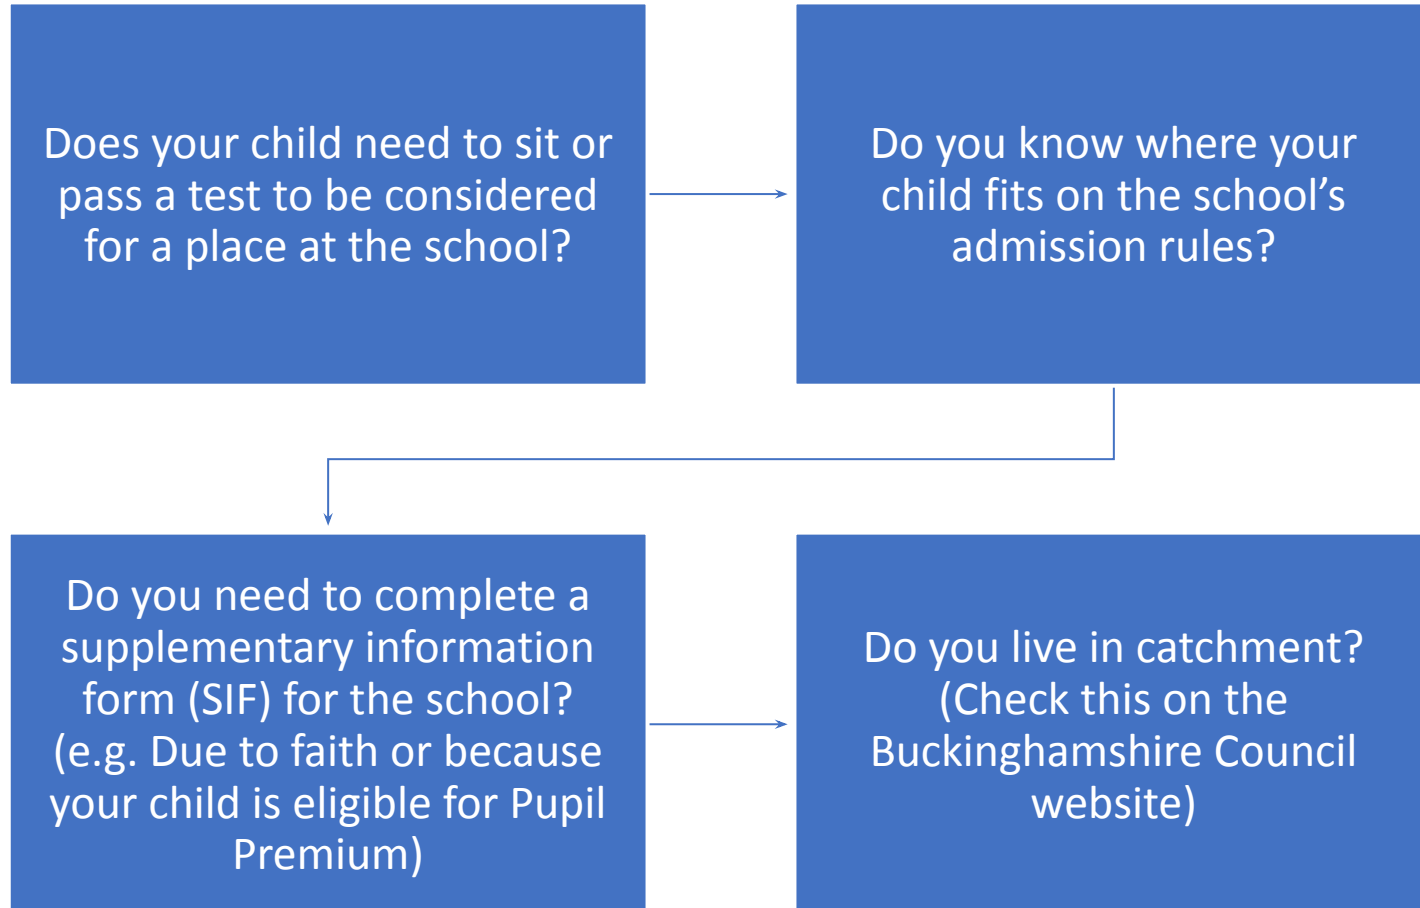 Does your child need to sit or
pass a test to be considered
for a place at the school?
Do you know where your
child fits on the school’s
admission rules?
Do you need to complete a
supplementary information
form (SIF) for the school?
(e.g. Due to faith or because
your child is eligible for Pupil
Premium)
Do you live in catchment?
(Check this on the
Buckinghamshire Council
website)